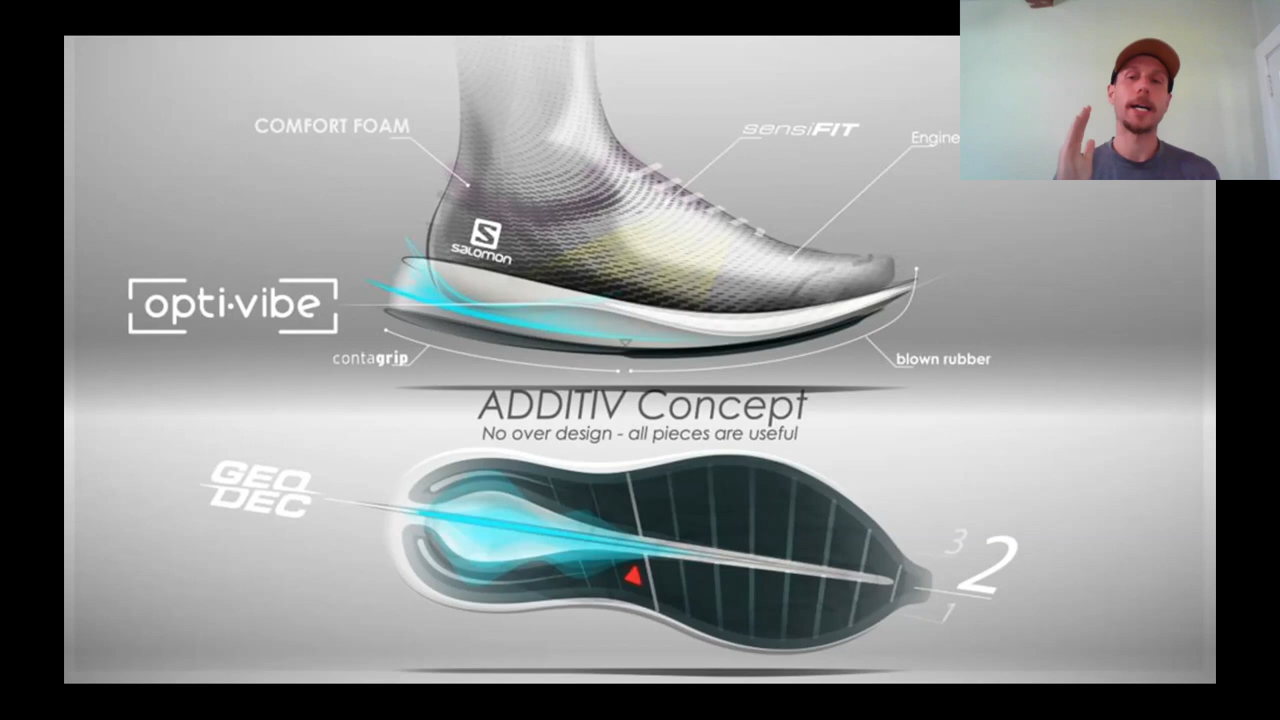 COMFORT FOAM
sensiFIT
Engine
salomon
opti·vibe
contagrip
blown rubber
ADDITIV Concept
No over design - all pieces are useful
GEO
DEC
3
2
1